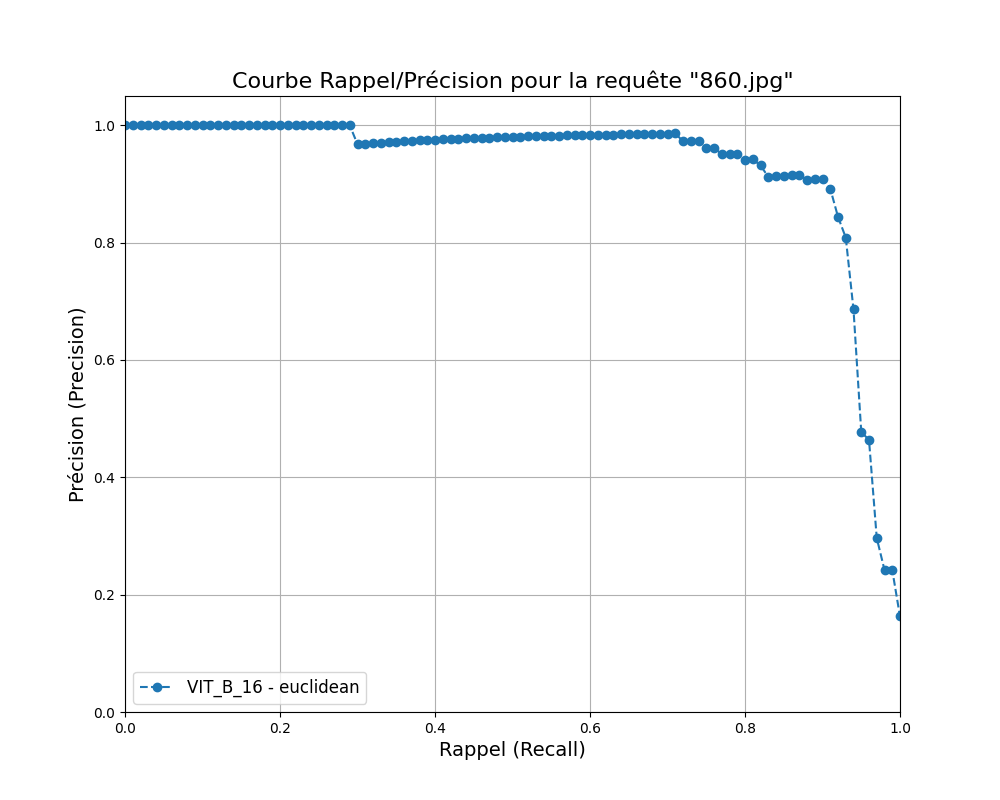 Courbe Rappel/Précision pour la requête "860.jpg"
Précision (Precision)
1.0
0.8
0.6
0.4
0.2
0.0
VIT_B_16 - euclidean
0.0 0.2 0.4 0.6 0.8 1.0
Rappel (Recall)